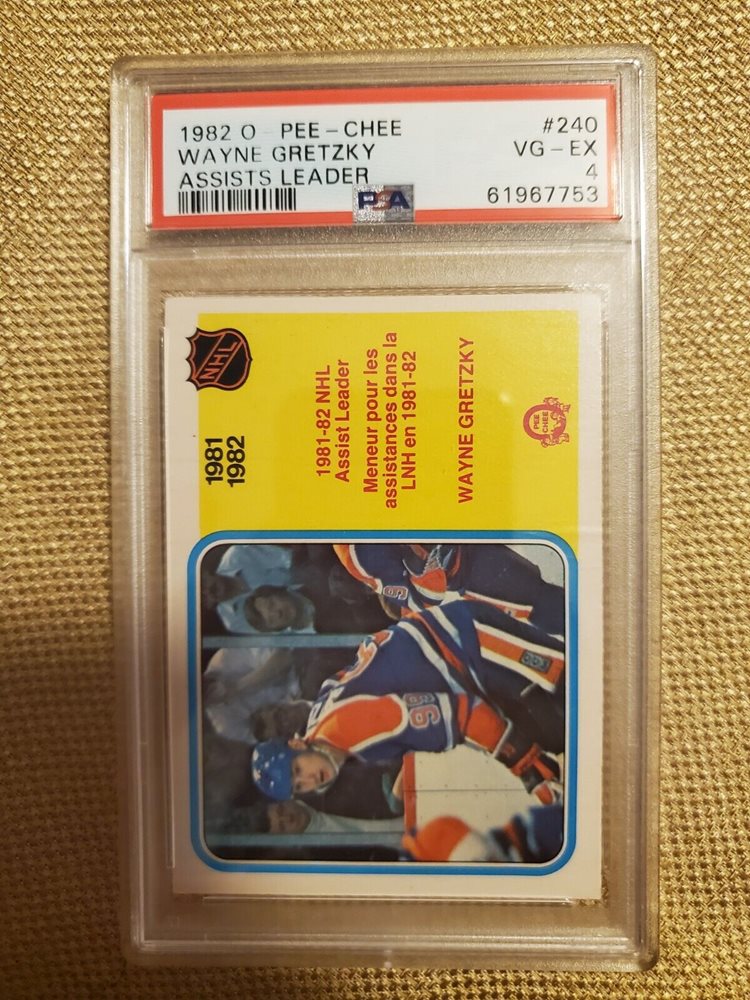 1982 O - PEE - CHEE #240
WAYNE GRETZKY VG - EX
ASSISTS LEADER 4
PSA 61967753
NHL
1981
1982
1981-82 NHL
Assist Leader
Meneur pour les
assistances dans la
LNH en 1981-82
WAYNE GRETZKY
PEE
CHEE
99